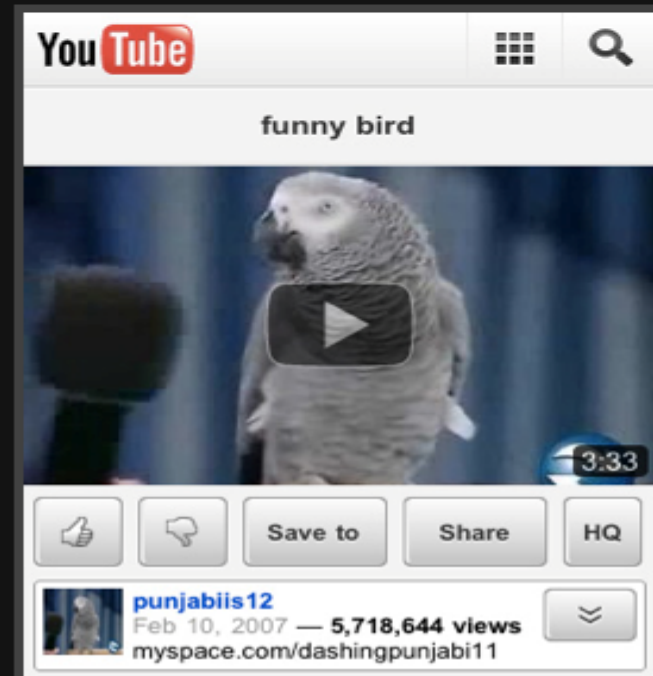 YouTube
funny bird
3:33
Save to Share HQ
punjabiis12
Feb 10, 2007 — 5,718,644 views
myspace.com/dashingpunjabi11